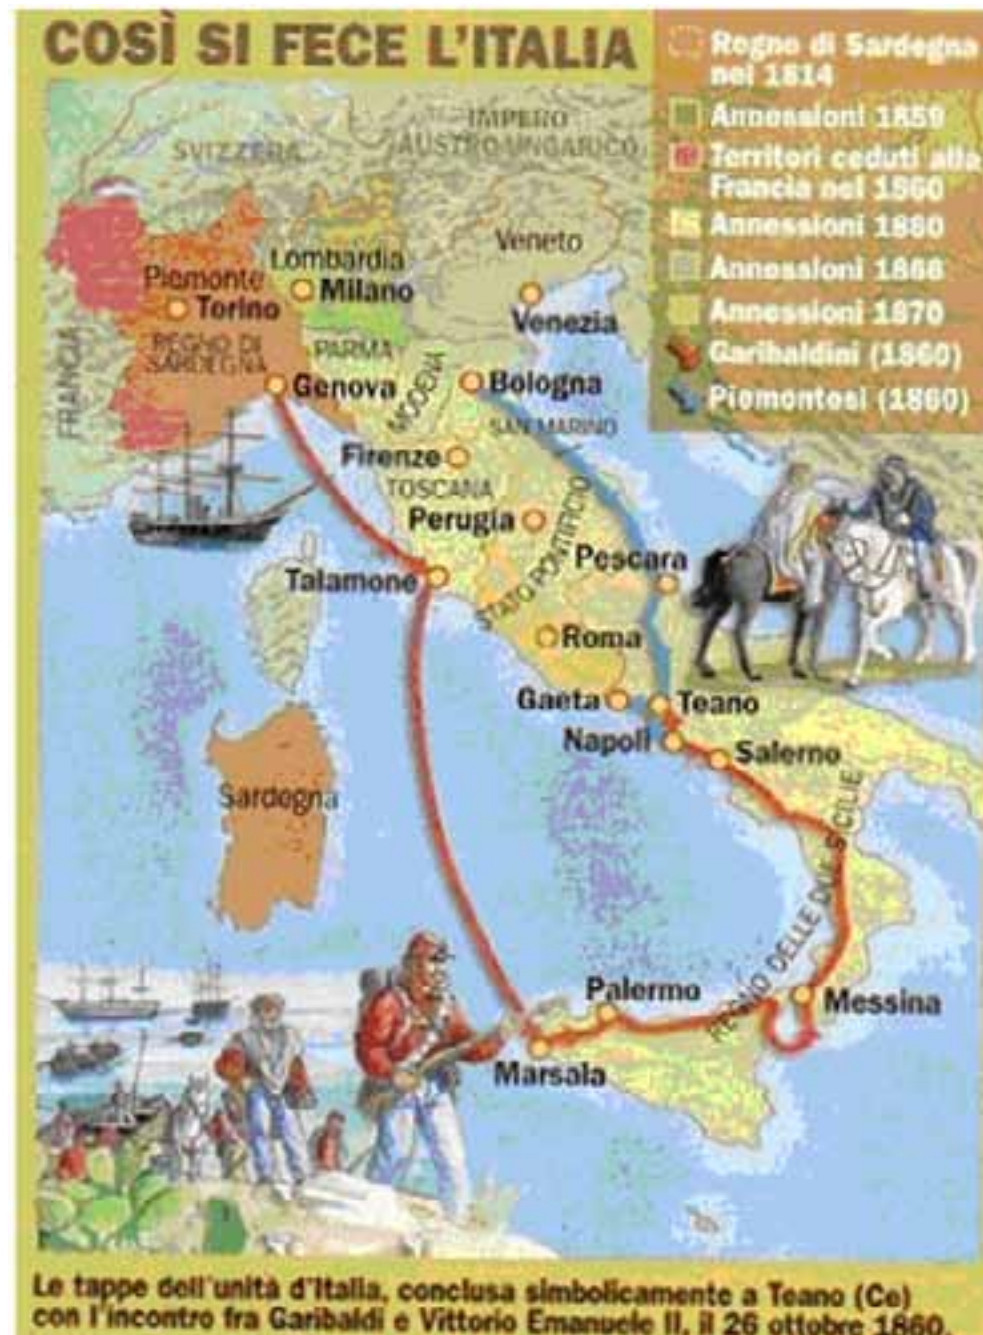 COSÌ SI FECE L'ITALIA
Regno di Sardegna
nel 1814
Annessioni 1859
Territori ceduti alla
Francia nel 1860
Annessioni 1860
Annessioni 1866
Annessioni 1870
Garibaldini (1860)
Piemontesi (1860)
IMPERO
AUSTRO-UNGARICO
SVIZZERA
Veneto
Lombardia
Piemonte
Milano
Torino
Venezia
REGNO DI
SARDEGNA
PARMA
FRANCIA
Genova
MODENA
Bologna
SAN MARINO
Firenze
TOSCANA
Perugia
STATO PONTIFICIO
Pescara
Talamone
Roma
Gaeta
Teano
Napoli
Salerno
Sardegna
REGNO DELLE DUE SICILIE
Palermo
Messina
Marsala
Le tappe dell'unità d'Italia, conclusa simbolicamente a Teano (Ce)
con l'incontro fra Garibaldi e Vittorio Emanuele II, il 26 ottobre 1860.